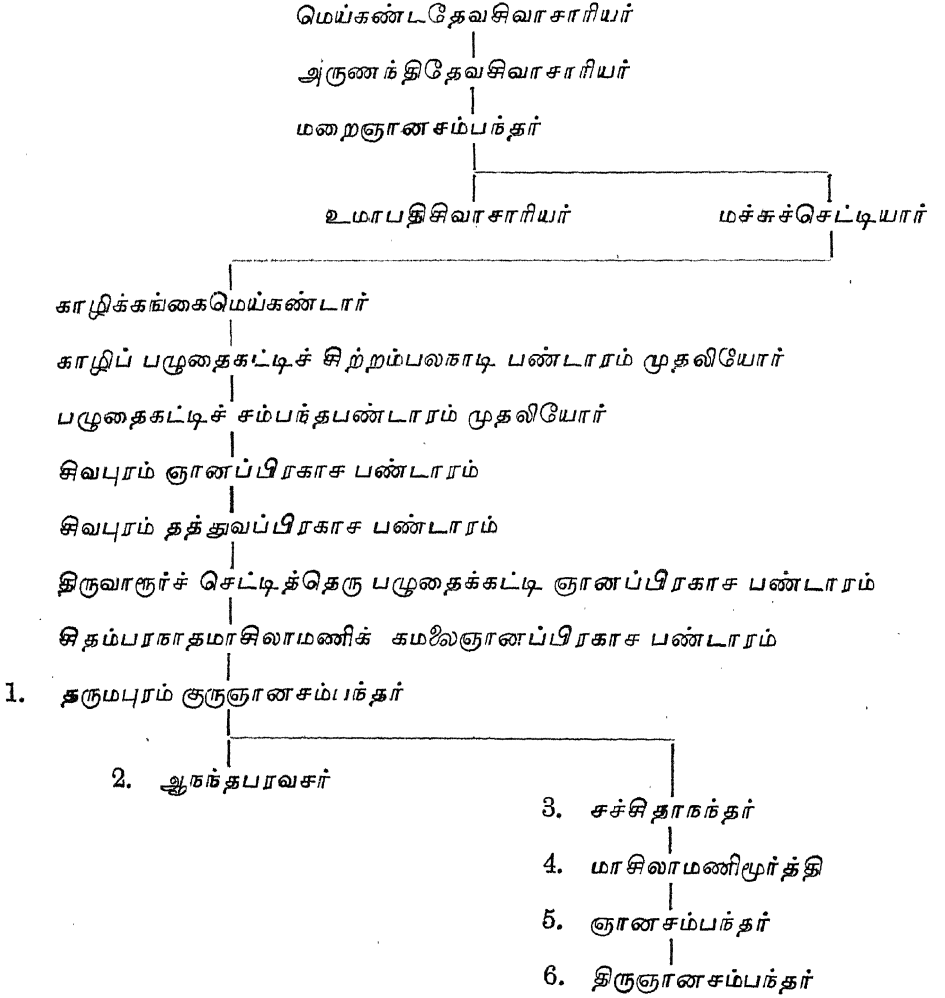 மெய்கண்டதேவசிவாசாரியர்
அருணந்திதேவசிவாசாரியர்
மறைஞானசம்பந்தர்
உமாபதிசிவாசாரியர் மச்சுச்செட்டியார்
காழிக்கங்கைமெய்கண்டார்
காழிப் பழுதைகட்டிச் சிற்றம்பலநாடி பண்டாரம் முதலியோர்
பழுதைகட்டிச் சம்பந்தபண்டாரம் முதலியோர்
சிவபுரம் ஞானப்பிரகாச பண்டாரம்
சிவபுரம் தத்துவப்பிரகாச பண்டாரம்
திருவாரூர்ச் செட்டித்தெரு பழுதைக்கட்டி ஞானப்பிரகாச பண்டாரம்
சிதம்பரநாதமாசிலாமணிக் கமலைஞானப்பிரகாச பண்டாரம்
1. தருமபுரம் குருஞானசம்பந்தர்
2. ஆநந்தபரவசர்
3. சச்சிதாநந்தர்
4. மாசிலாமணிமூர்த்தி
5. ஞானசம்பந்தர்
6. திருஞானசம்பந்தர்